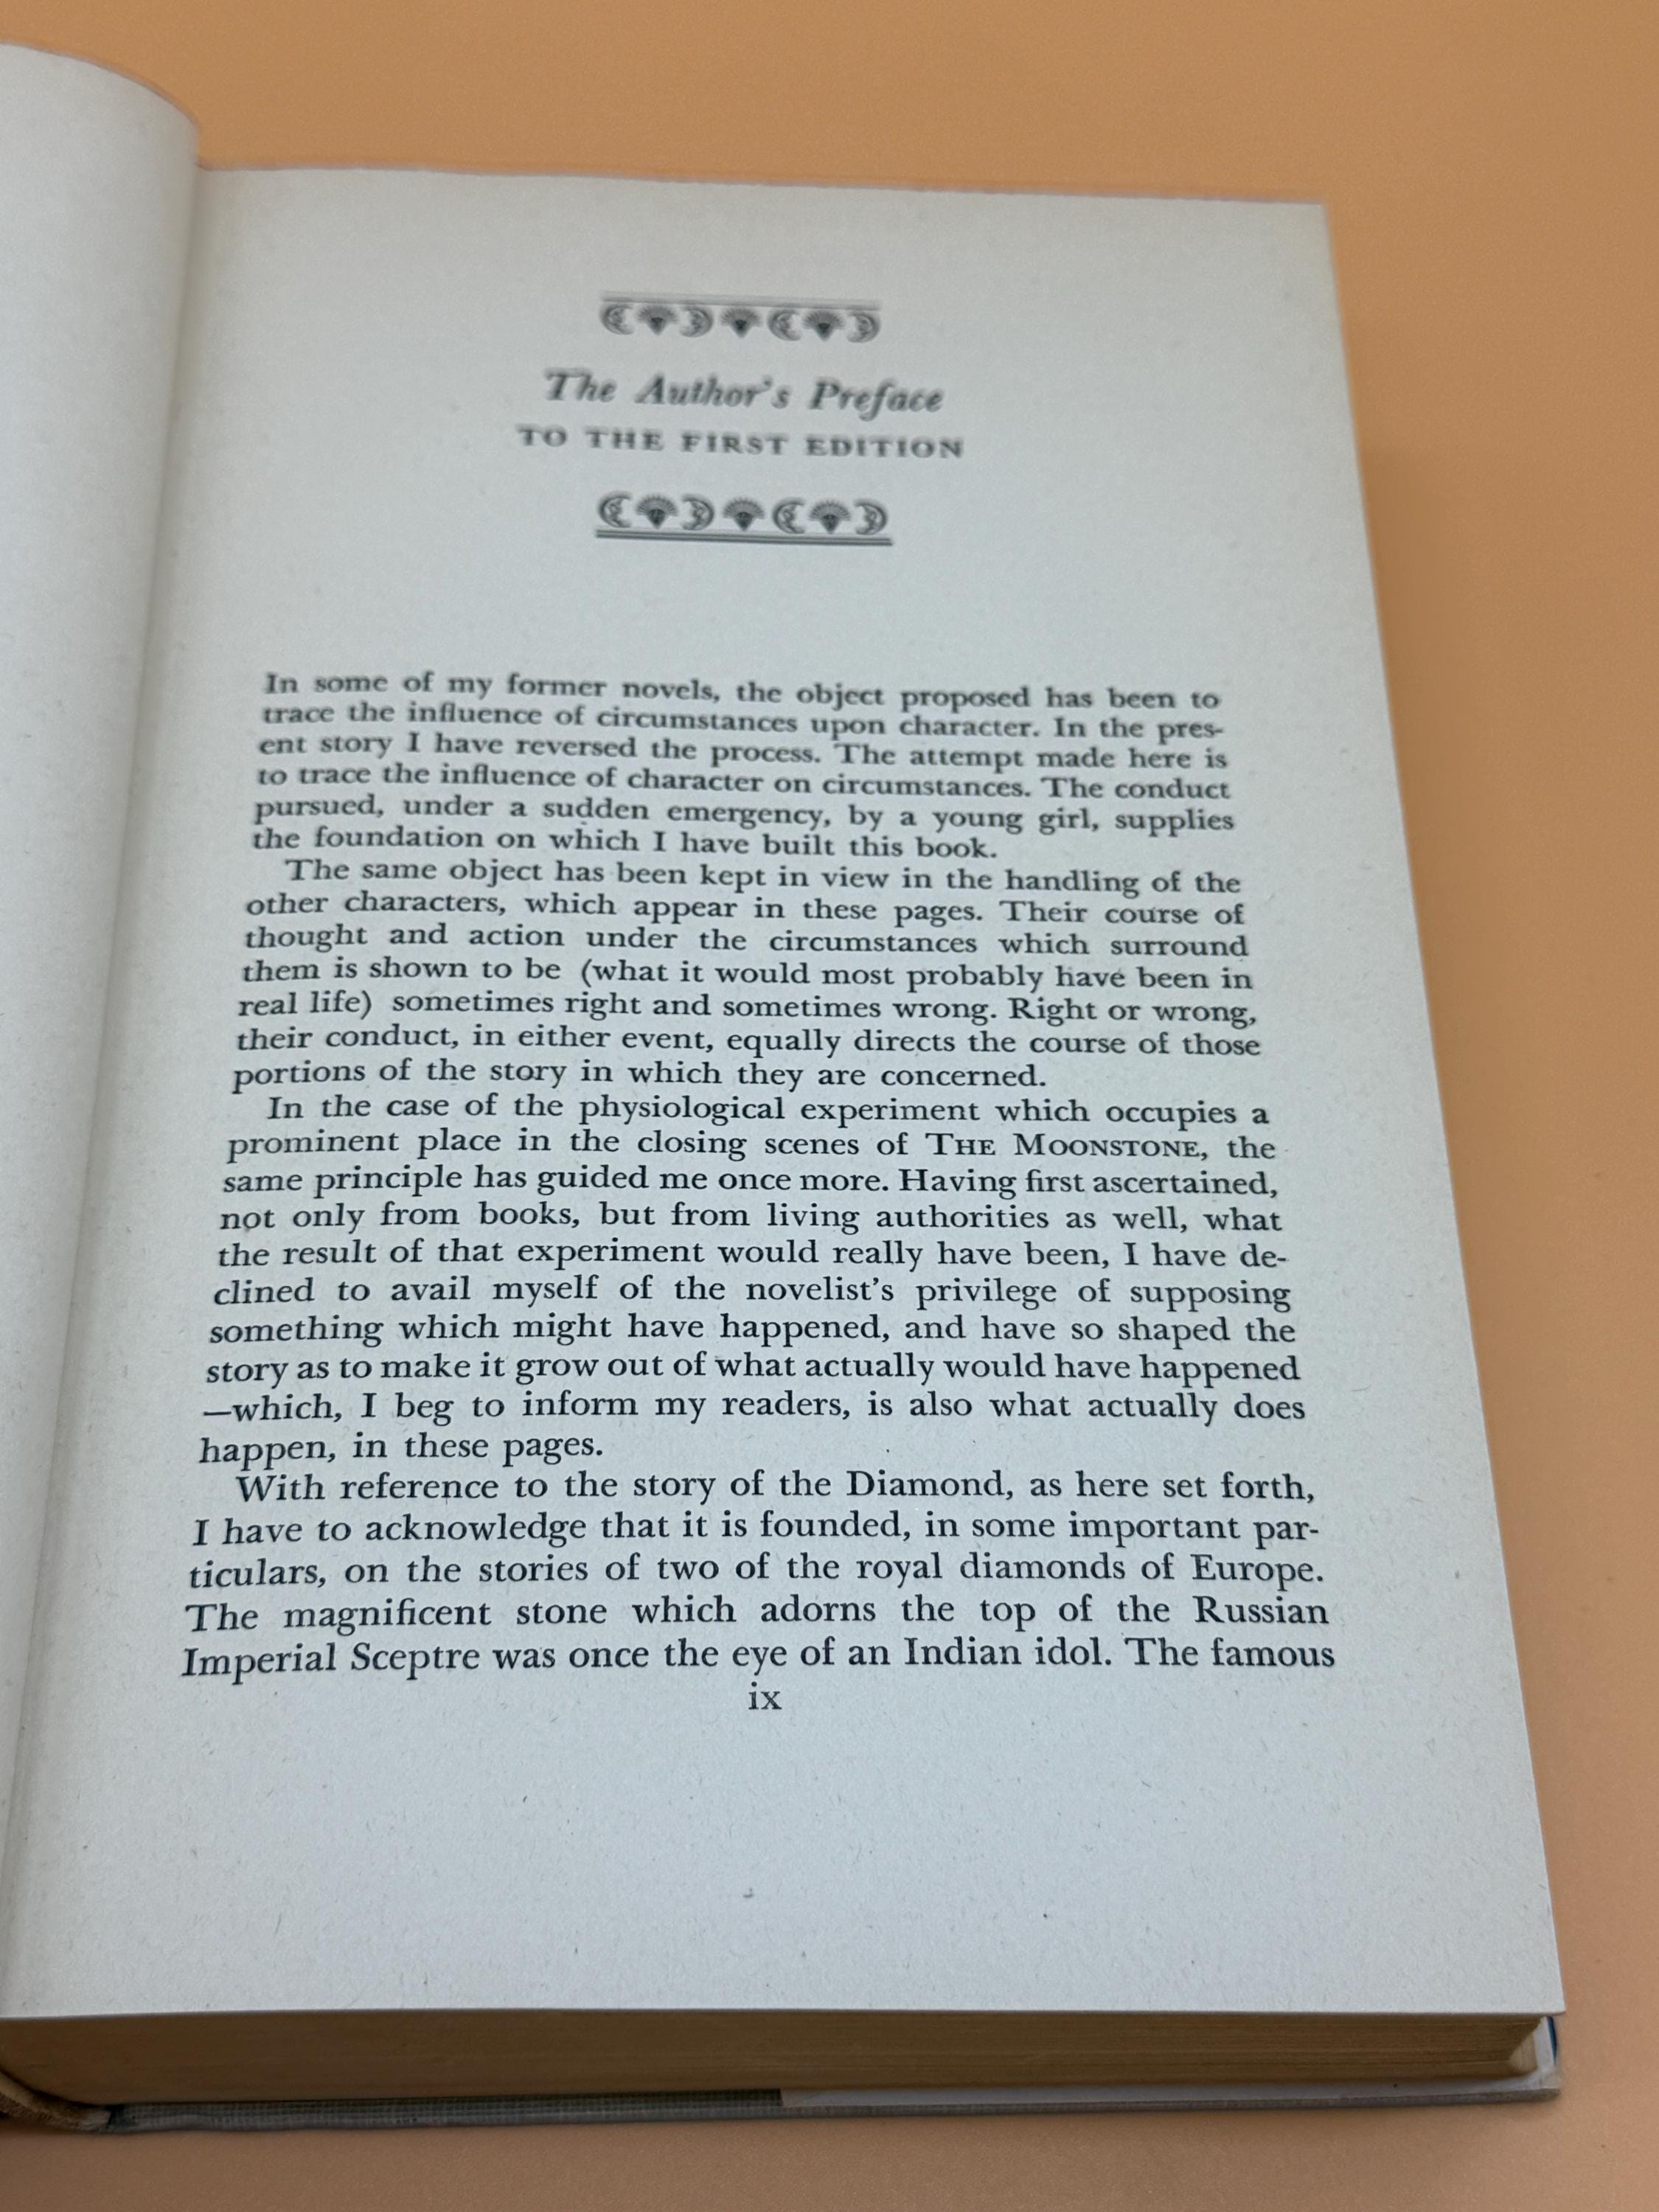 The Author's Preface
TO THE FIRST EDITION
In some of my former novels, the object proposed has been to
trace the influence of circumstances upon character. In the pres-
ent story I have reversed the process. The attempt made here is
to trace the influence of character on circumstances. The conduct
pursued, under a sudden emergency, by a young girl, supplies
the foundation on which I have built this book.
The same object has been kept in view in the handling of the
other characters, which appear in these pages. Their course of
thought and action under the circumstances which surround
them is shown to be (what it would most probably have been in
real life) sometimes right and sometimes wrong. Right or wrong,
their conduct, in either event, equally directs the course of those
portions of the story in which they are concerned.
In the case of the physiological experiment which occupies a
prominent place in the closing scenes of THE MOONSTONE, the
same principle has guided me once more. Having first ascertained,
not only from books, but from living authorities as well, what
the result of that experiment would really have been, I have de-
clined to avail myself of the novelist's privilege of supposing
something which might have happened, and have so shaped the
story as to make it grow out of what actually would have happened
—which, I beg to inform my readers, is also what actually does
happen, in these pages.
With reference to the story of the Diamond, as here set forth,
I have to acknowledge that it is founded, in some important par-
ticulars, on the stories of two of the royal diamonds of Europe.
The magnificent stone which adorns the top of the Russian
Imperial Sceptre was once the eye of an Indian idol. The famous
ix